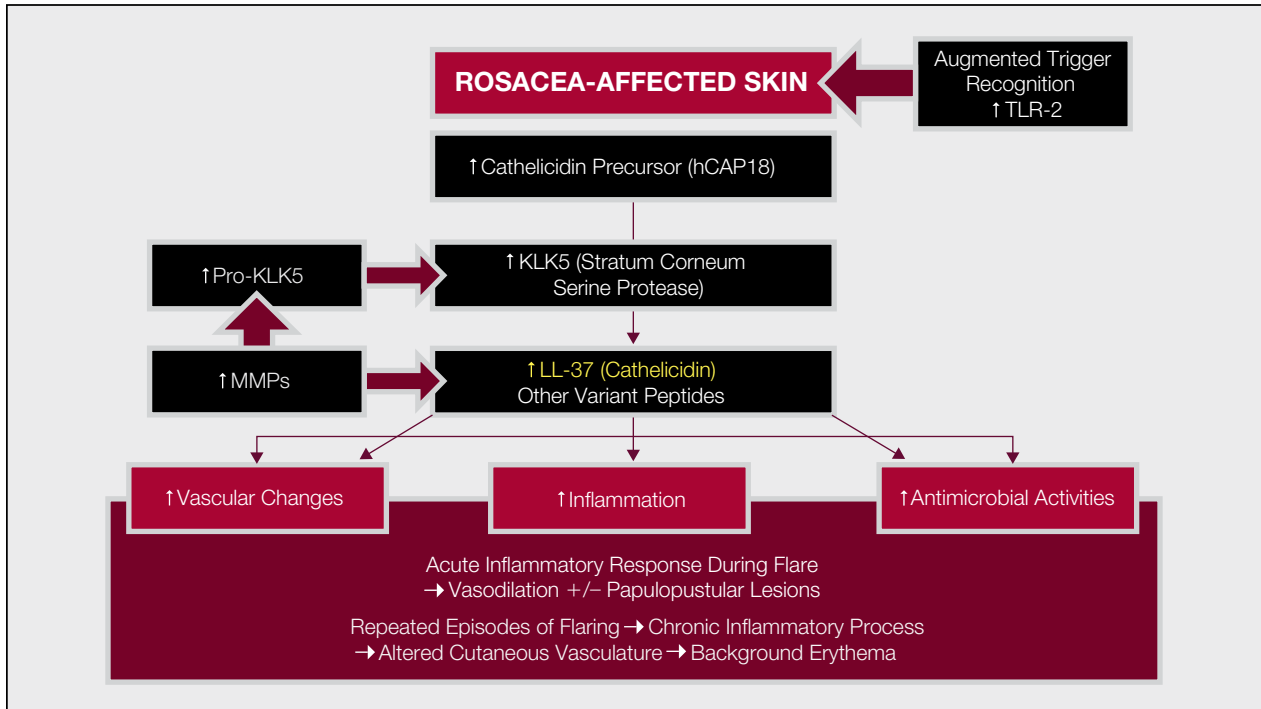 ROSACEA-AFFECTED SKIN
Augmented Trigger
Recognition
↑TLR-2
↑Cathelicidin Precursor (hCAP18)
↑Pro-KLK5
↑KLK5 (Stratum Corneum
Serine Protease)
↑MMPs
↑LL-37 (Cathelicidin)
Other Variant Peptides
↑Vascular Changes
↑Inflammation
↑Antimicrobial Activities
Acute Inflammatory Response During Flare
→Vasodilation +/– Papulopustular Lesions
Repeated Episodes of Flaring→Chronic Inflammatory Process
→Altered Cutaneous Vasculature→Background Erythema